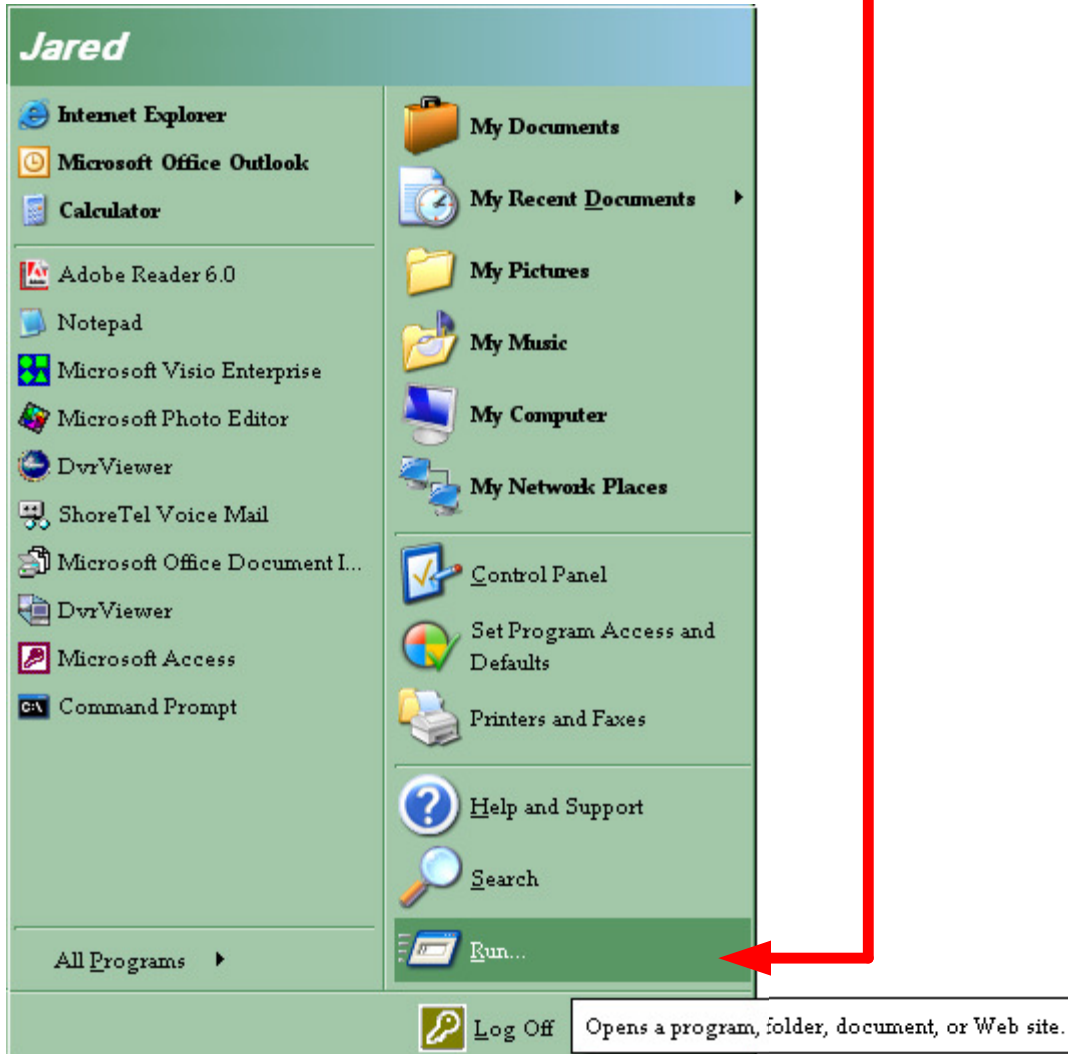 Jared
Internet Explorer
Microsoft Office Outlook
Calculator
Adobe Reader 6.0
Notepad
Microsoft Visio Enterprise
Microsoft Photo Editor
DvrViewer
ShoreTel Voice Mail
Microsoft Office Document I...
DvrViewer
Microsoft Access
Command Prompt
All Programs
My Documents
My Recent Documents
My Pictures
My Music
My Computer
My Network Places
Control Panel
Set Program Access and
Defaults
Printers and Faxes
Help and Support
Search
Run...
Log Off
Opens a program, folder, document, or Web site.